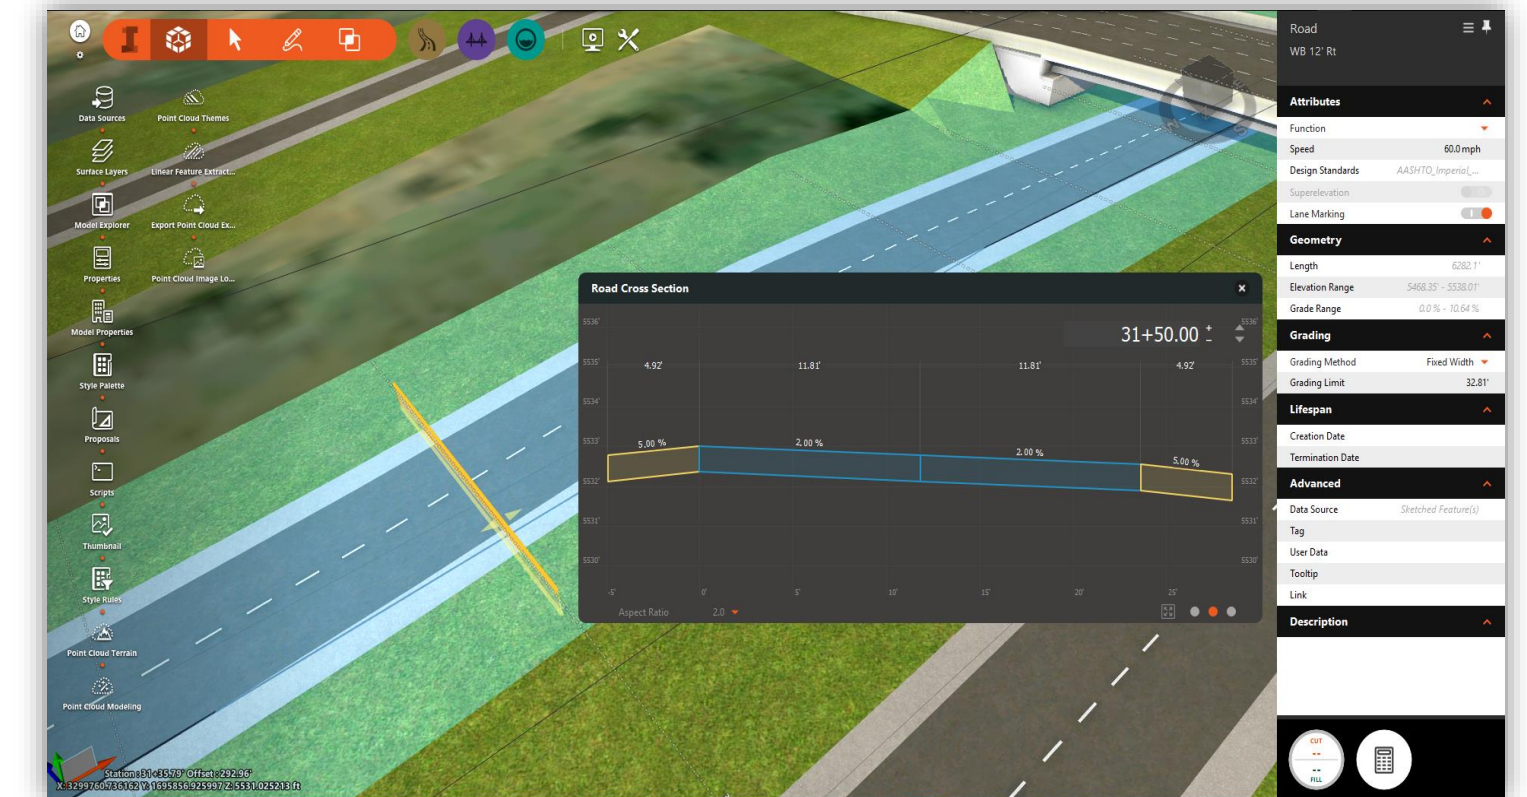 Data Sources
Point Cloud Themes
Surface Layers
Linear Feature Extract...
Model Explorer
Export Point Cloud Ex...
Properties
Point Cloud Image Lo...
Model Properties
Style Palette
Proposals
Scripts
Thumbnail
Style Rules
Point Cloud Terrain
Point Cloud Modeling
Station :31+35.79' Offset : 292.96'
X: 3299760.736162 Y: 1695856.925997 Z: 5531.025213 ft
Road Cross Section
x
31+50.00 + -
5536' 5536'
5535' 4.92' 11.81' 11.81' 4.92' 5535'
5534' 5534'
5533' 5.00 % 2.00 % 2.00 % 5.00 % 5533'
5532' 5532'
5531' 5531'
5530' 5530'
-5' 0' 5' 10' 15' 20' 25'
Aspect Ratio 2.0
Road
WB 12' Rt
Attributes
Function
Speed 60.0 mph
Design Standards AASHTO_Imperial_...
Superelevation
Lane Marking
Geometry
Length 6282.1'
Elevation Range 5468.35' - 5538.01'
Grade Range 0.0 % - 10.64 %
Grading
Grading Method Fixed Width
Grading Limit 32.81'
Lifespan
Creation Date
Termination Date
Advanced
Data Source Sketched Feature(s)
Tag
User Data
Tooltip
Link
Description
CUT
--
--
FILL